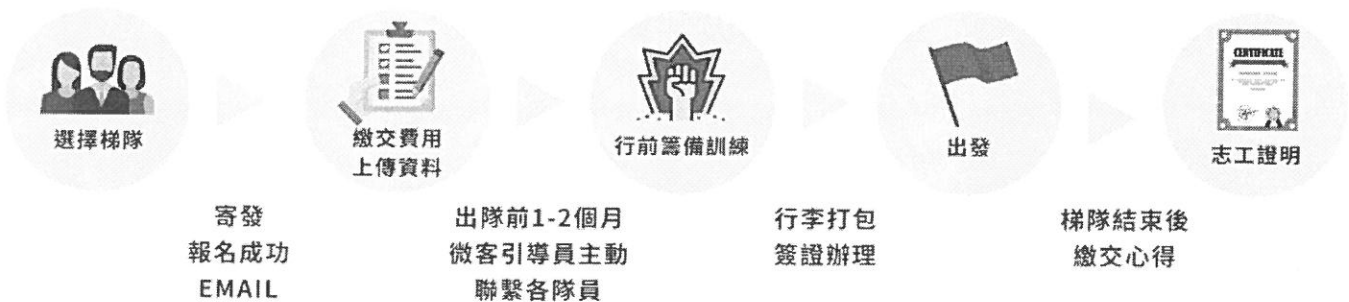 選擇梯隊
繳交費用
上傳資料
行前籌備訓練
出發
CERTIFICATE
志工證明
寄發
報名成功
EMAIL
出隊前1-2個月
微客引導員主動
聯繫各隊員
行李打包
簽證辦理
梯隊結束後
繳交心得